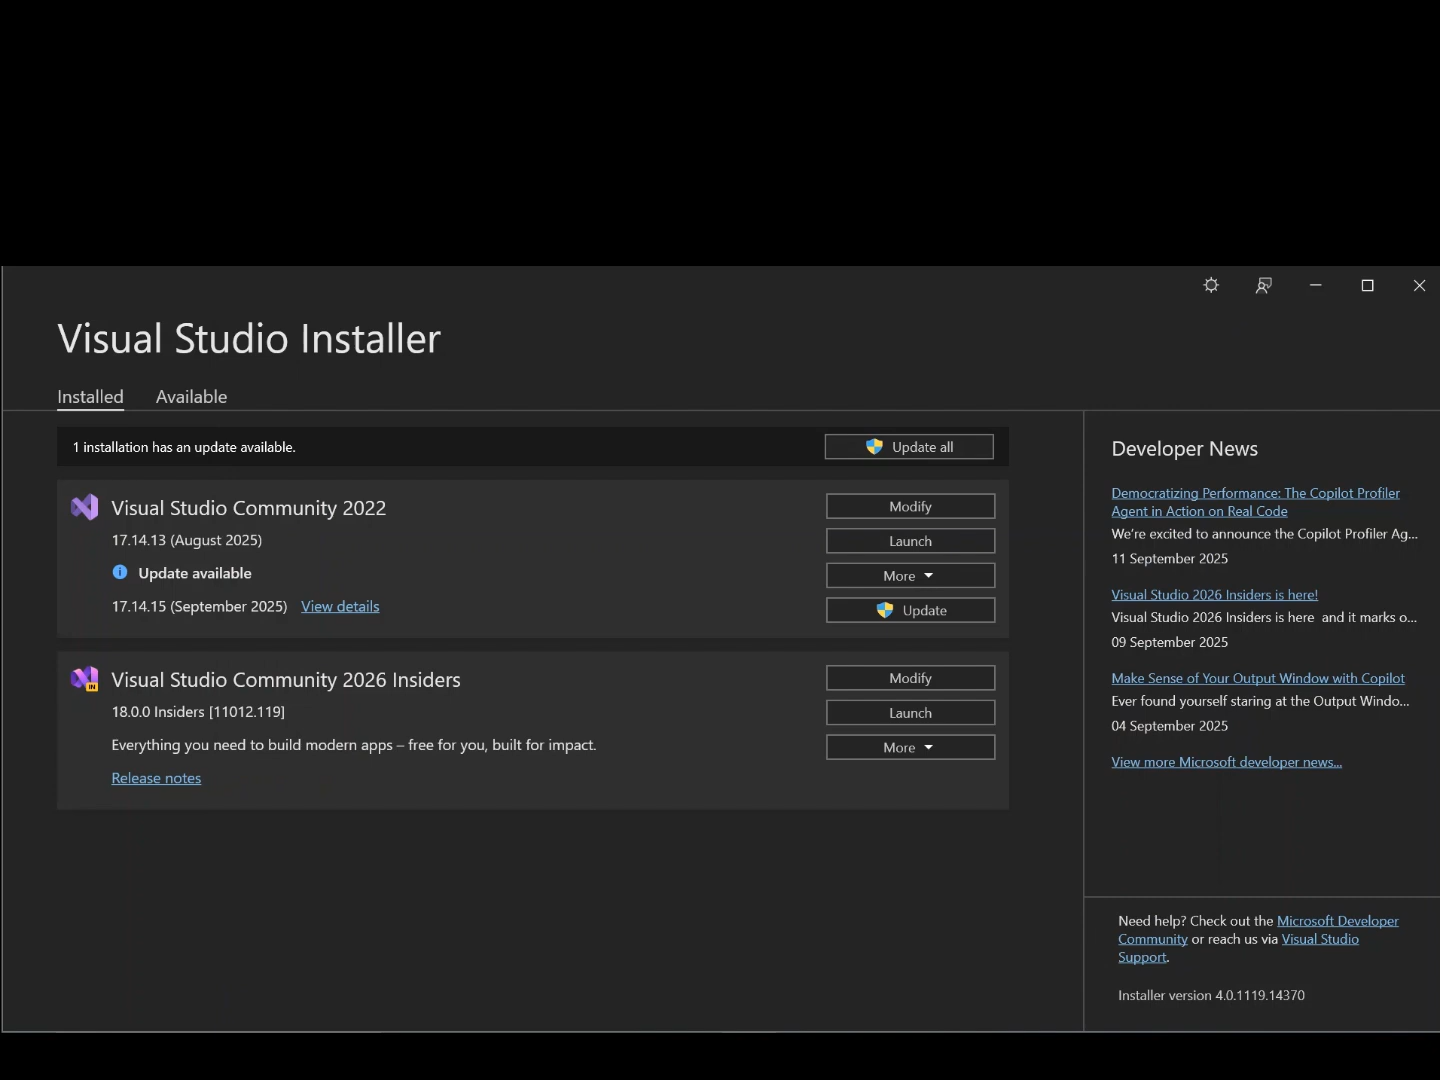 Visual Studio Installer
Installed
Available
1 installation has an update available.
Update all
Visual Studio Community 2022
17.14.13 (August 2025)
Update available
17.14.15 (September 2025) View details
Modify
Launch
More
Update
IN
Visual Studio Community 2026 Insiders
18.0.0 Insiders [11012.119]
Everything you need to build modern apps – free for you, built for impact.
Release notes
Modify
Launch
More
Developer News
Democratizing Performance: The Copilot Profiler
Agent in Action on Real Code
We're excited to announce the Copilot Profiler Ag...
11 September 2025
Visual Studio 2026 Insiders is here!
Visual Studio 2026 Insiders is here  and it marks o...
09 September 2025
Make Sense of Your Output Window with Copilot
Ever found yourself staring at the Output Windo...
04 September 2025
View more Microsoft developer news...
Need help? Check out the Microsoft Developer
Community or reach us via Visual Studio
Support.
Installer version 4.0.1119.14370